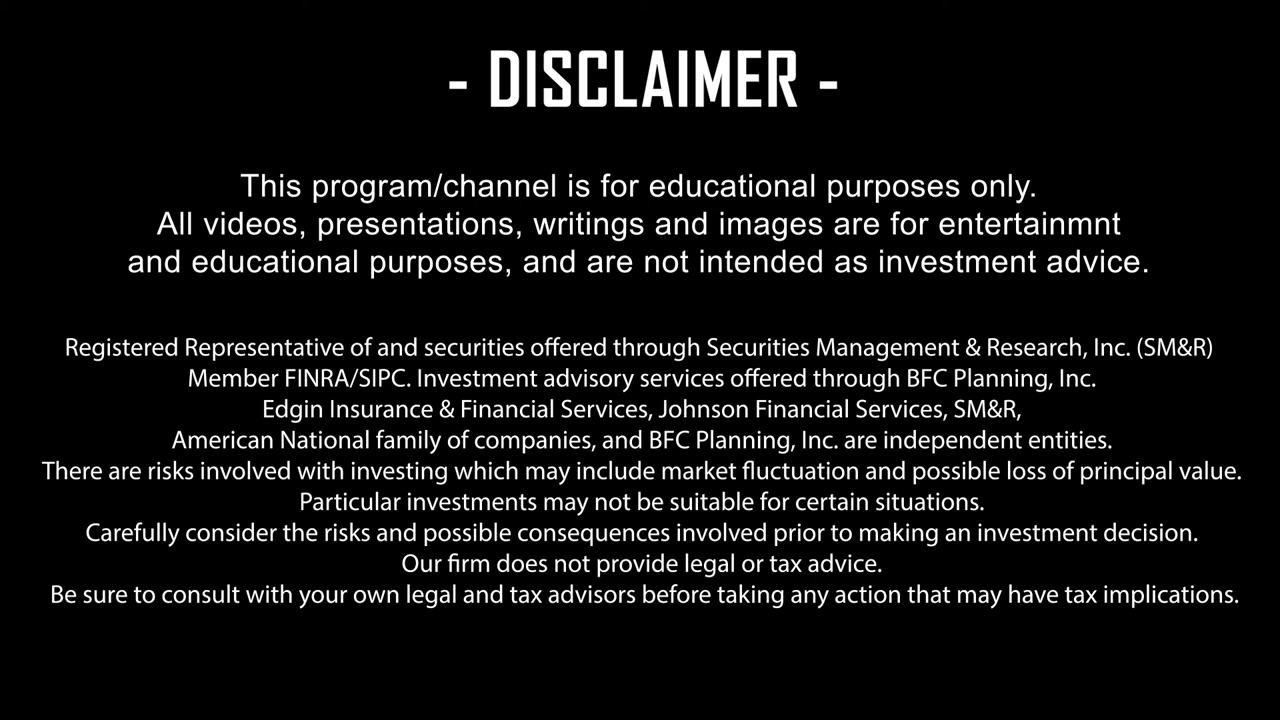 - DISCLAIMER -
This program/channel is for educational purposes only.
All videos, presentations, writings and images are for entertainmnt
and educational purposes, and are not intended as investment advice.
Registered Representative of and securities offered through Securities Management & Research, Inc. (SM&R)
Member FINRA/SIPC. Investment advisory services offered through BFC Planning, Inc.
Edgin Insurance & Financial Services, Johnson Financial Services, SM&R,
American National family of companies, and BFC Planning, Inc. are independent entities.
There are risks involved with investing which may include market fluctuation and possible loss of principal value.
Particular investments may not be suitable for certain situations.
Carefully consider the risks and possible consequences involved prior to making an investment decision.
Our firm does not provide legal or tax advice.
Be sure to consult with your own legal and tax advisors before taking any action that may have tax implications.